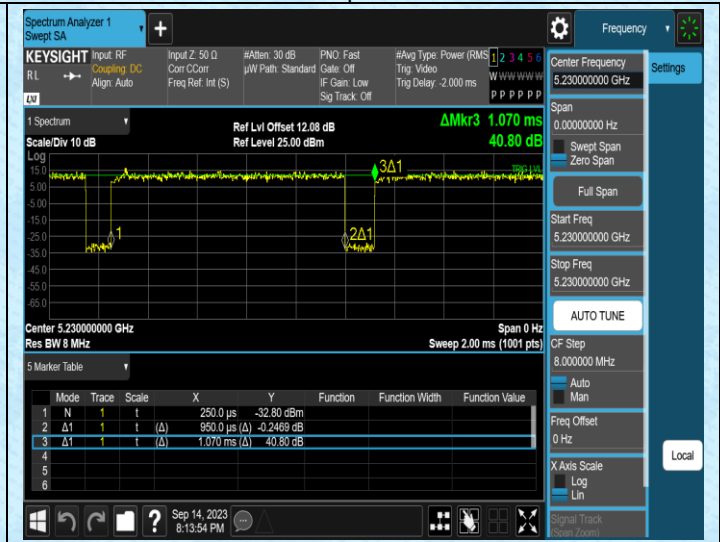 Spectrum Analyzer 1
Swept SA
Frequency
KEYSIGHT
RL
LXI
Input: RF
Coupling: DC
Align: Auto
Input Z: 50 Ω
Corr CCorr
Freq Ref: Int (S)
#Atten: 30 dB
µW Path: Standard
PNO: Fast
Gate: Off
IF Gain: Low
Sig Track: Off
#Avg Type: Power (RMS
Trig: Video
Trig Delay: -2.000 ms
1 2 3 4 5 6
W W W W W W
P P P P P P
Center Frequency
5.230000000 GHz
Settings
Span
0.00000000 Hz
Swept Span
Zero Span
Full Span
Start Freq
5.230000000 GHz
Stop Freq
5.230000000 GHz
AUTO TUNE
CF Step
8.000000 MHz
Auto
Man
Freq Offset
0 Hz
X Axis Scale
Log
Lin
Signal Track
(Span Zoom)
Local
1 Spectrum
Scale/Div 10 dB
Ref Lvl Offset 12.08 dB
Ref Level 25.00 dBm
ΔMkr3 1.070 ms
40.80 dB
Log
15.0
5.00
-5.00
-15.0
-25.0
-35.0
-45.0
-55.0
-65.0
1
2Δ1
3Δ1
TRIG LVL
Center 5.230000000 GHz
Res BW 8 MHz
Span 0 Hz
Sweep 2.00 ms (1001 pts)
5 Marker Table
Mode Trace Scale X Y Function Function Width Function Value
1 N 1 t 250.0 µs -32.80 dBm
2 Δ1 1 t (Δ) 950.0 µs (Δ) -0.2469 dB
3 Δ1 1 t (Δ) 1.070 ms (Δ) 40.80 dB
4
5
6
?
Sep 14, 2023
8:13:54 PM